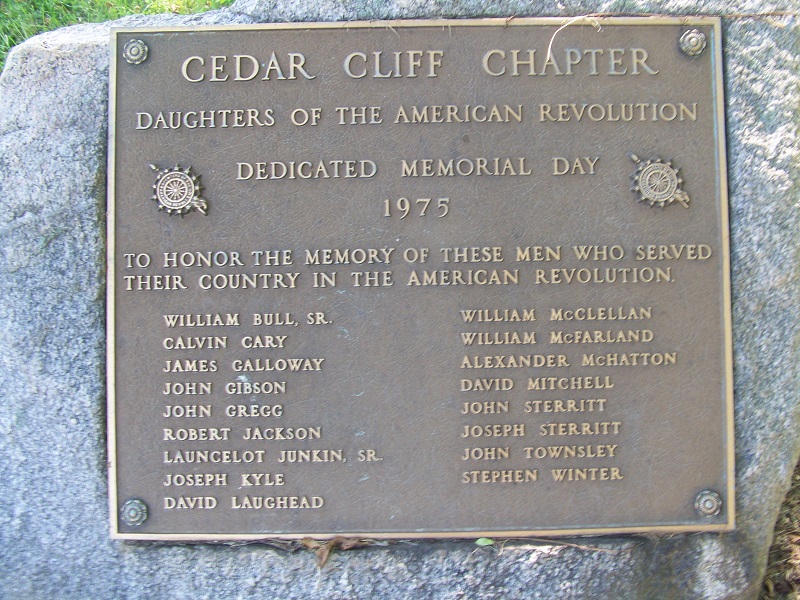 CEDAR CLIFF CHAPTER
DAUGHTERS OF THE AMERICAN REVOLUTION
DEDICATED MEMORIAL DAY
1975
TO HONOR THE MEMORY OF THESE MEN WHO SERVED
THEIR COUNTRY IN THE AMERICAN REVOLUTION.
WILLIAM BULL, SR.
CALVIN CARY
JAMES GALLOWAY
JOHN GIBSON
JOHN GREGG
ROBERT JACKSON
LAUNCELOT JUNKIN, SR.
JOSEPH KYLE
DAVID LAUGHEAD
WILLIAM McCLELLAN
WILLIAM McFARLAND
ALEXANDER McHATTON
DAVID MITCHELL
JOHN STERRITT
JOSEPH STERRITT
JOHN TOWNSLEY
STEPHEN WINTER